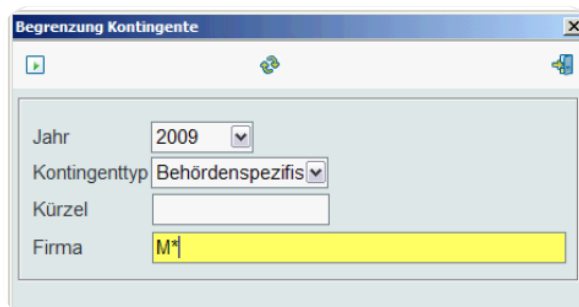 Begrenzung Kontingente
Jahr 2009
Kontingenttyp Behördenspezifis
Kürzel
Firma M*